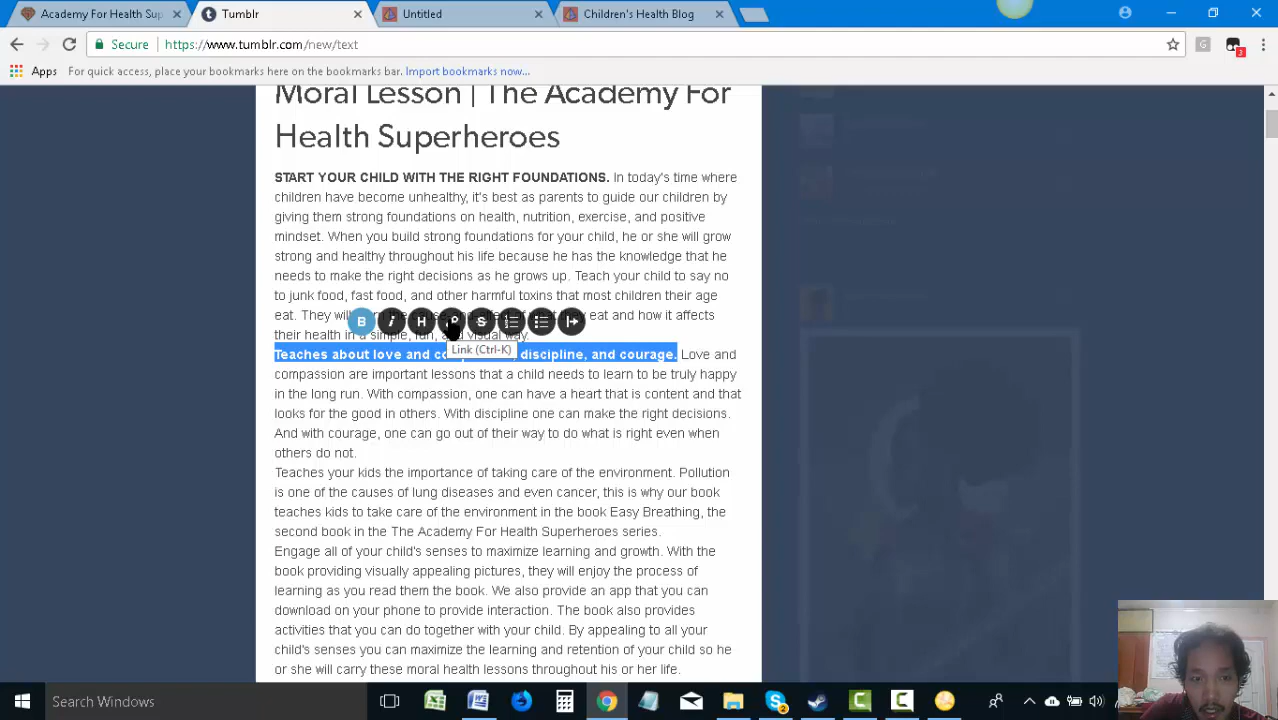 Academy For Health Sup
Tumblr
Untitled
Children's Health Blog
Secure
https://www.tumblr.com/new/text
G
3
Apps
For quick access, place your bookmarks here on the bookmarks bar. Import bookmarks now...
Moral Lesson | The Academy For
Health Superheroes
START YOUR CHILD WITH THE RIGHT FOUNDATIONS. In today's time where
children have become unhealthy, it's best as parents to guide our children by
giving them strong foundations on health, nutrition, exercise, and positive
mindset. When you build strong foundations for your child, he or she will grow
strong and healthy throughout his life because he has the knowledge that he
needs to make the right decisions as he grows up. Teach your child to say no
to junk food, fast food, and other harmful toxins that most children their age
eat. They will the cause and effect of what they eat and how it affects
their health in a simple, fun, and visual way.
B I H S
Link (Ctrl-K)
Teaches about love and discipline, and courage. Love and
compassion are important lessons that a child needs to learn to be truly happy
in the long run. With compassion, one can have a heart that is content and that
looks for the good in others. With discipline one can make the right decisions.
And with courage, one can go out of their way to do what is right even when
others do not.
Teaches your kids the importance of taking care of the environment. Pollution
is one of the causes of lung diseases and even cancer, this is why our book
teaches kids to take care of the environment in the book Easy Breathing, the
second book in the The Academy For Health Superheroes series.
Engage all of your child's senses to maximize learning and growth. With the
book providing visually appealing pictures, they will enjoy the process of
learning as you read them the book. We also provide an app that you can
download on your phone to provide interaction. The book also provides
activities that you can do together with your child. By appealing to all your
child's senses you can maximize the learning and retention of your child so he
or she will carry these moral health lessons throughout his or her life.
Search Windows
2